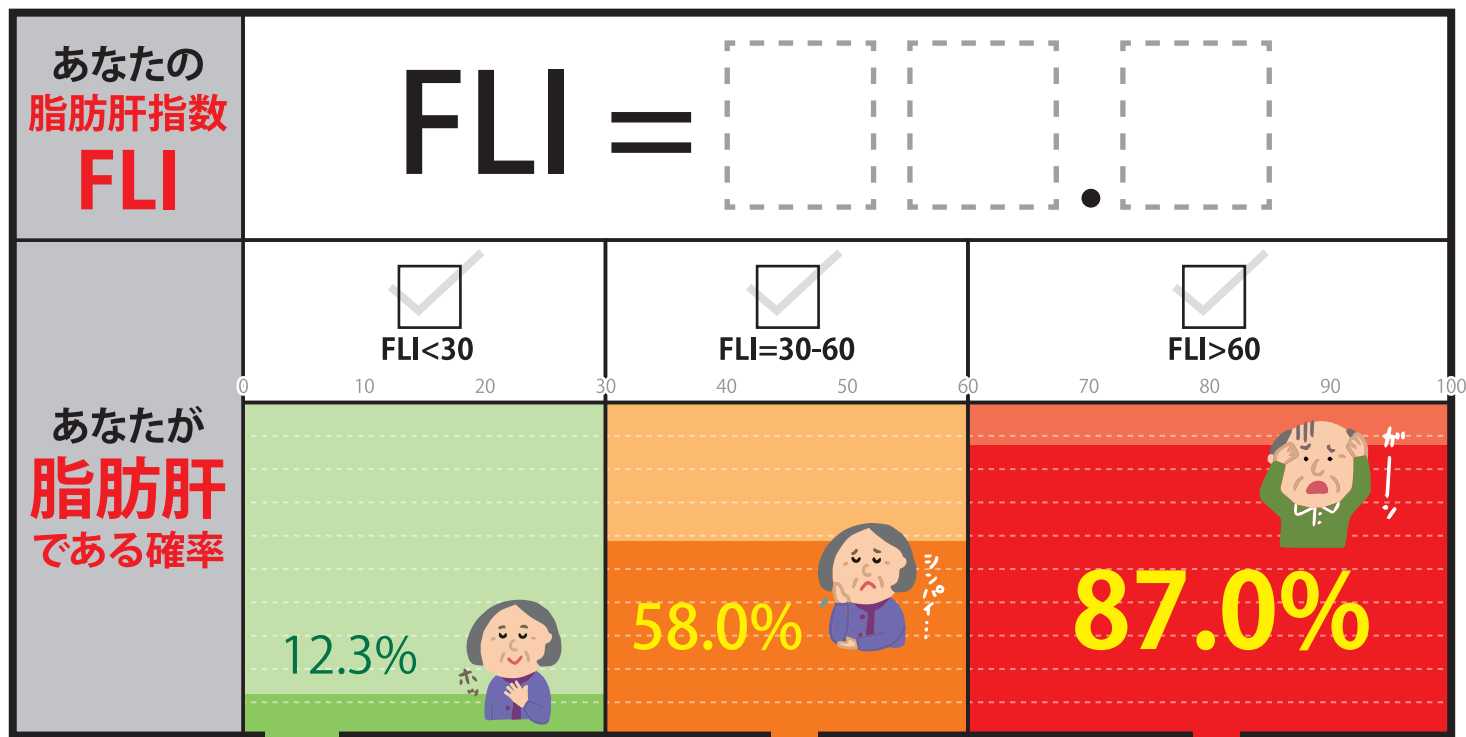 あなたの
脂肪肝指数
FLI
FLI = .
FLI<30
FLI=30-60
FLI>60
0 10 20 30 40 50 60 70 80 90 100
あなたが
脂肪肝
である確率
12.3%
ホッ
58.0%
シンパイ…
87.0%
がーーン